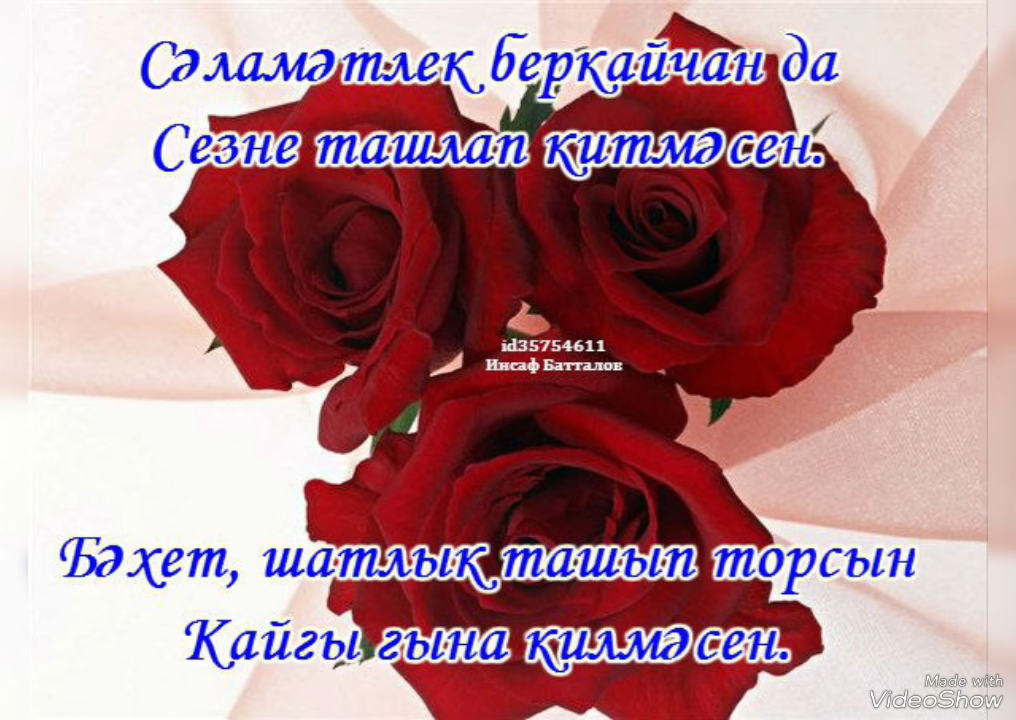 Сәламәтлек беркайчан да
Сезне ташлап китмәсен.
id35754611
Инсаф Батталов
Бәхет, шатлык ташып торсын
Кайгы гына килмәсен.
Made with
VideoShow